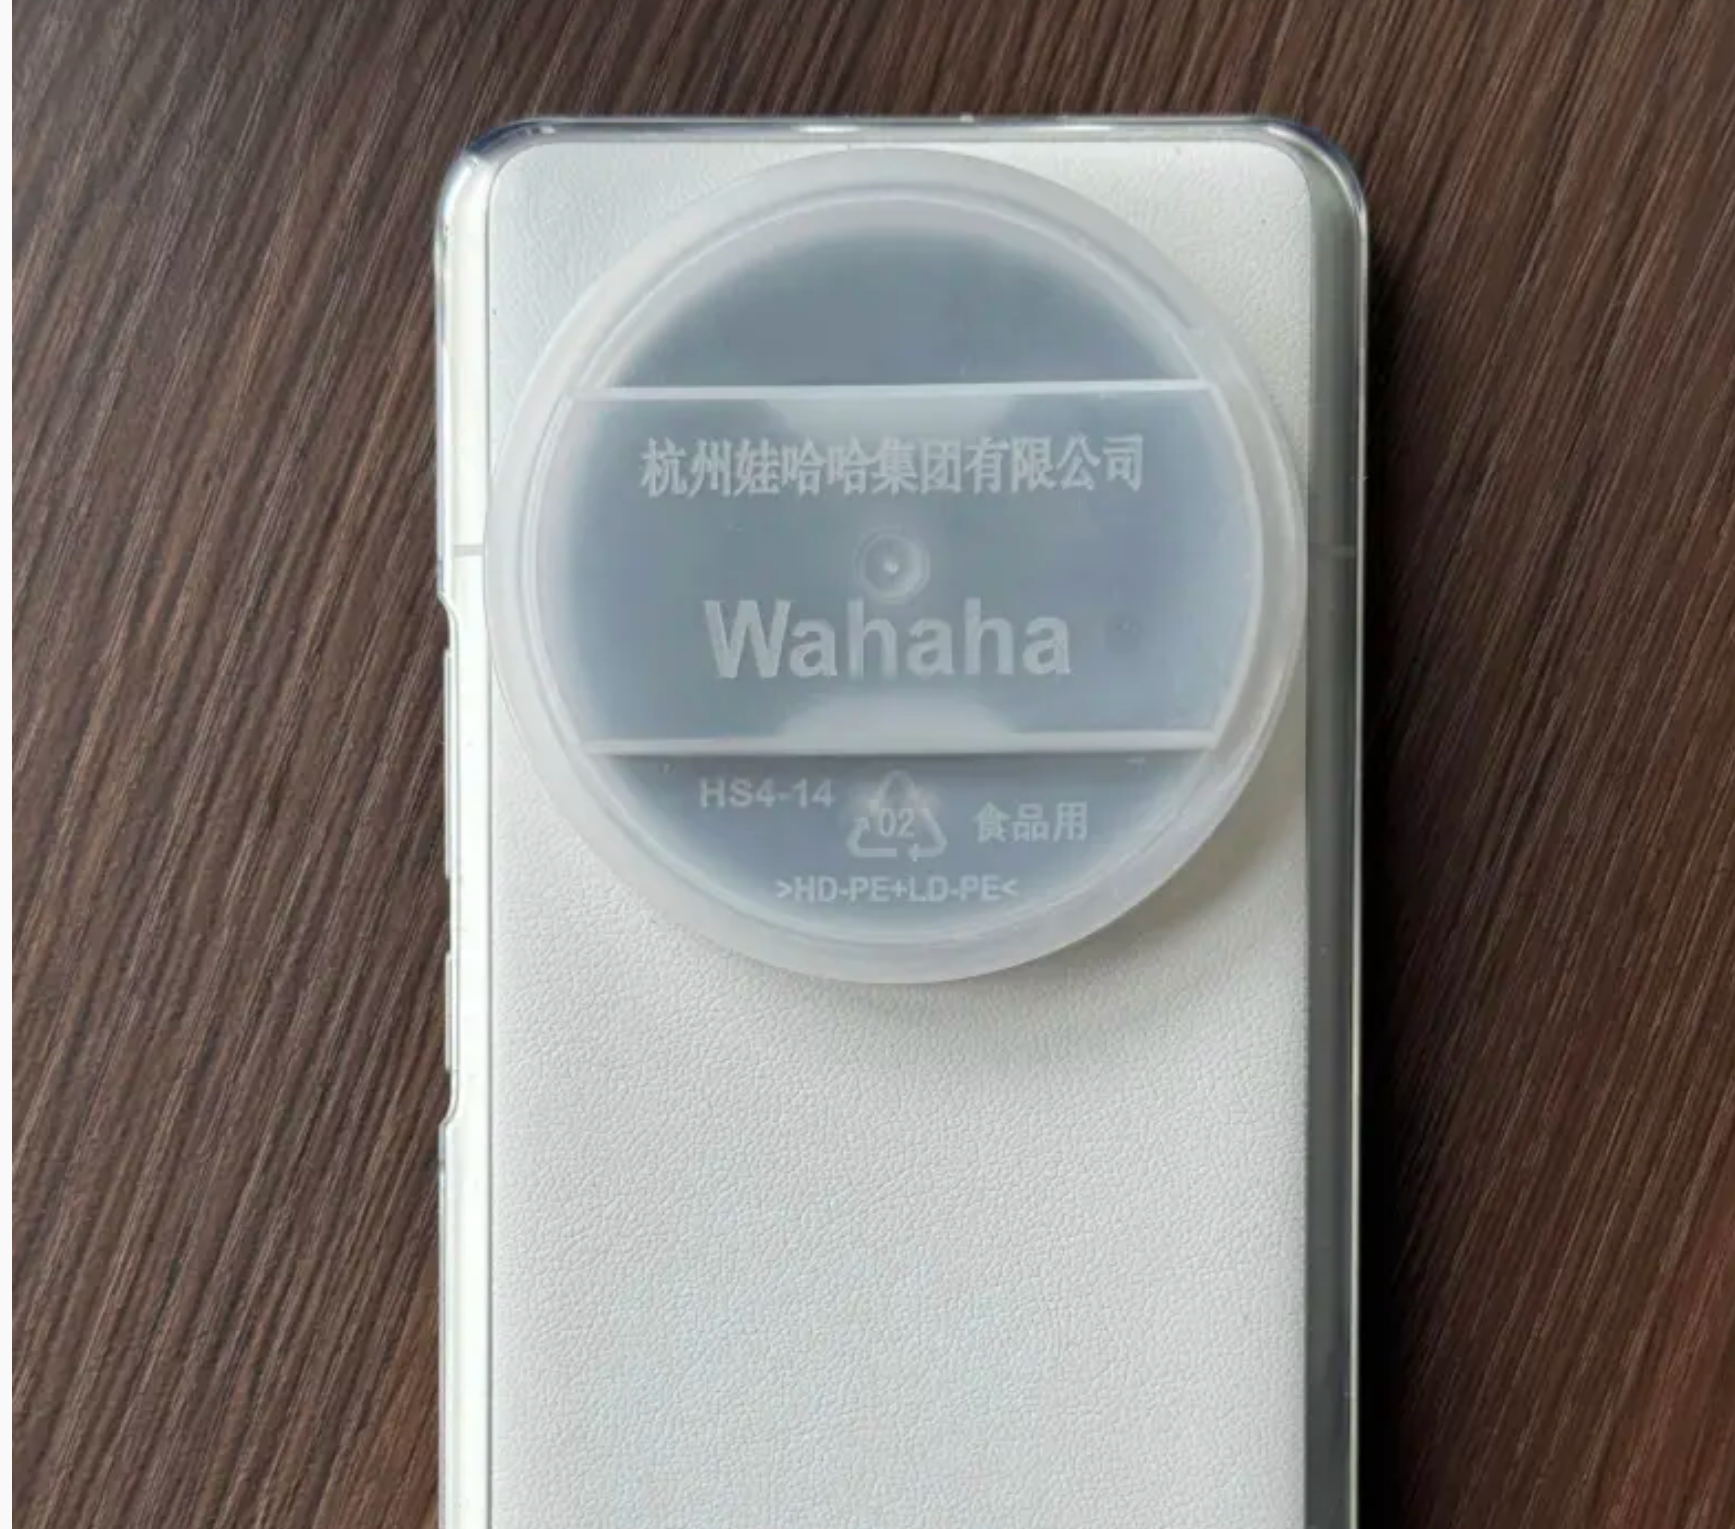 杭州娃哈哈集团有限公司
Wahaha
HS4-14
02
食品用
>HD-PE+LD-PE<